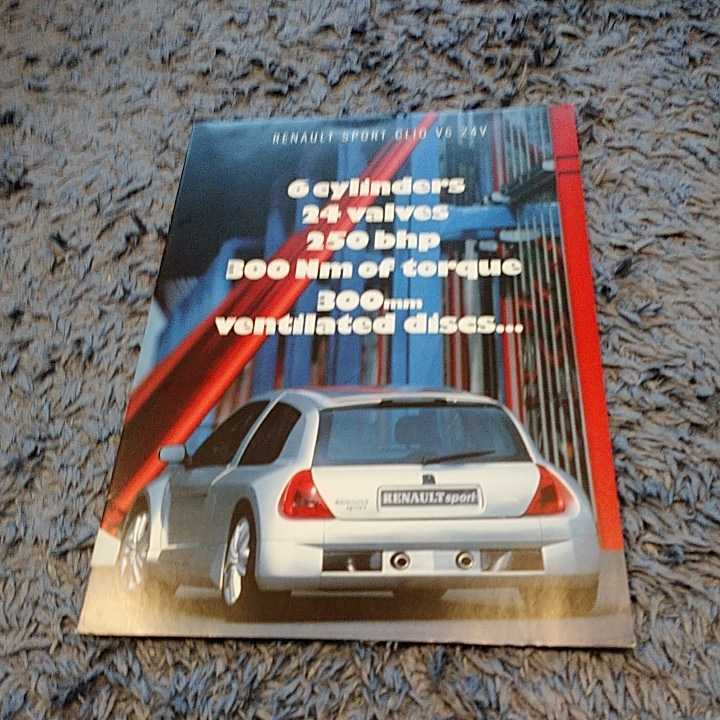 RENAULT SPORT CLIO V6 24V
6 cylinders
24 valves
250 bhp
300 Nm of torque
300mm
ventilated discs...
RENAULT sport